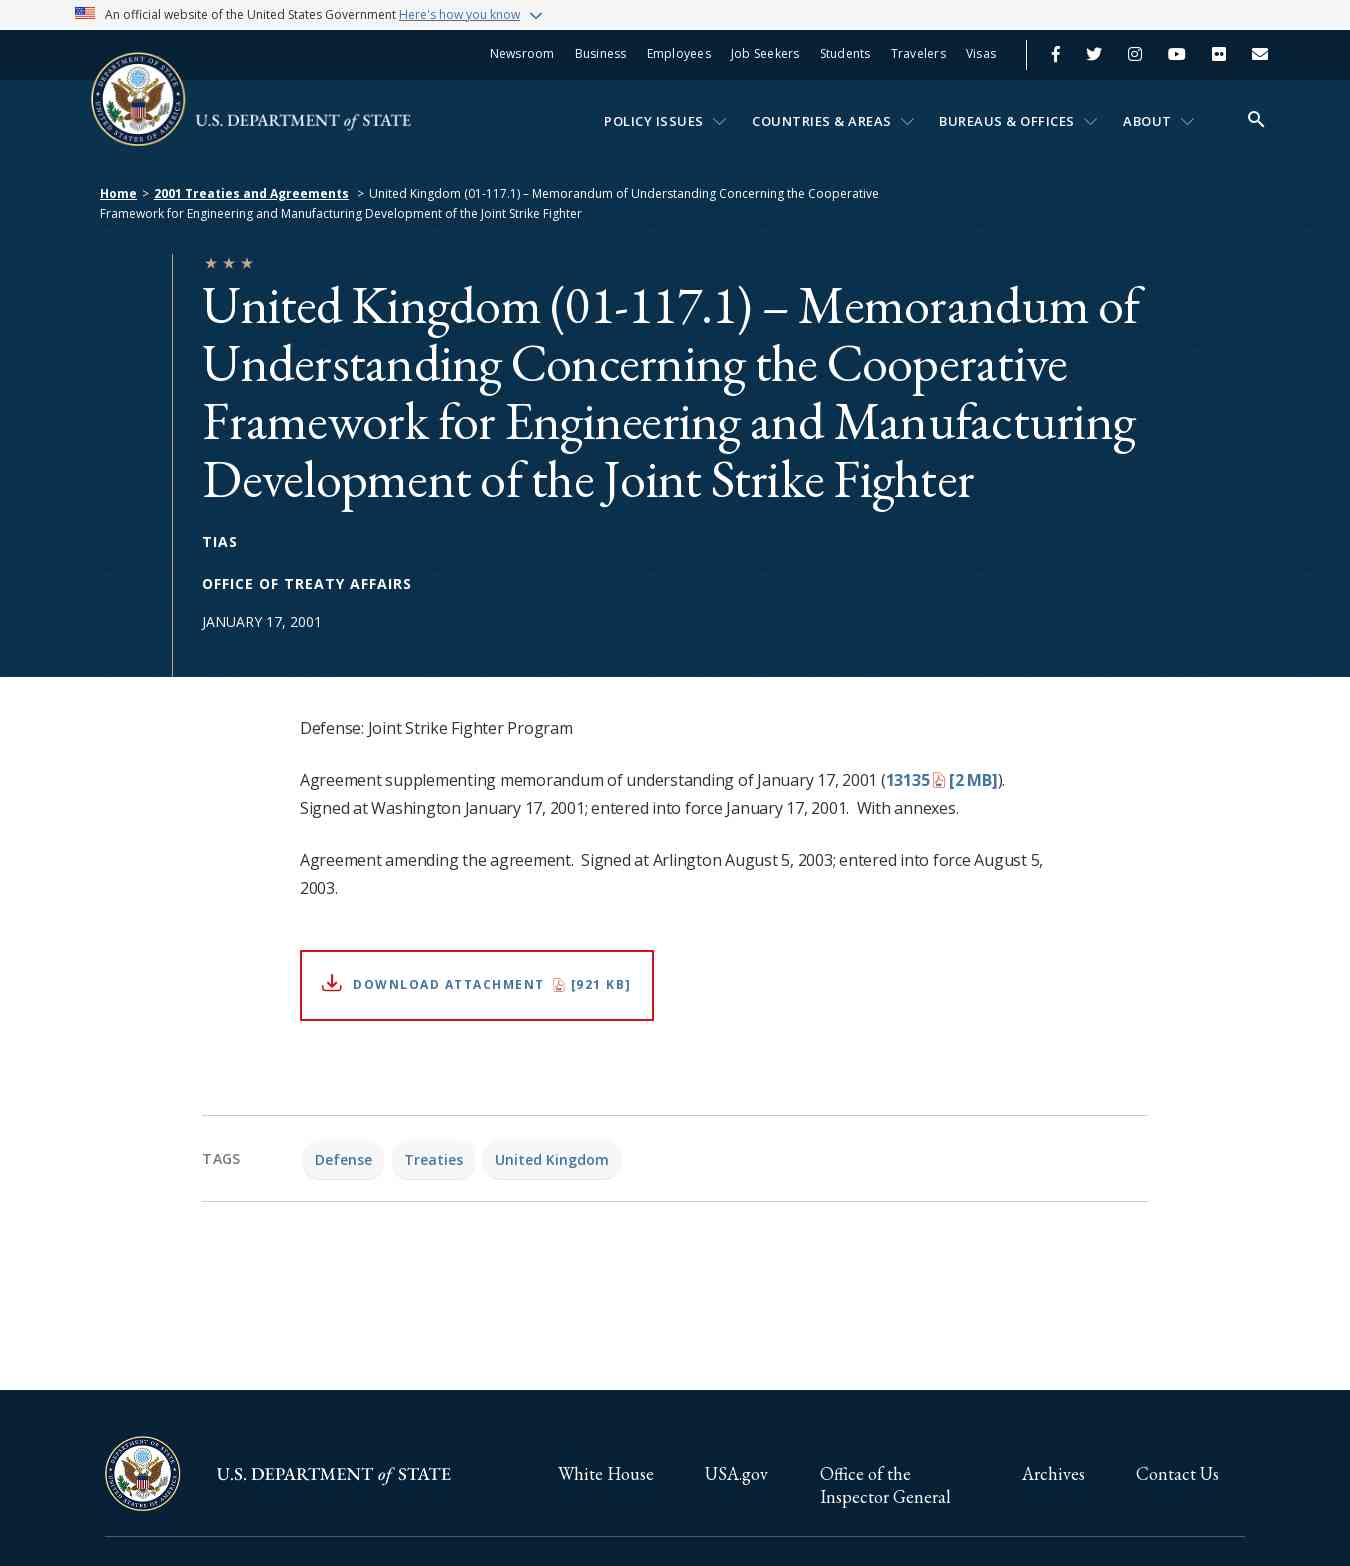 An official website of the United States Government Here's how you know
Newsroom Business Employees Job Seekers Students Travelers Visas
U.S. DEPARTMENT of STATE
POLICY ISSUES COUNTRIES & AREAS BUREAUS & OFFICES ABOUT
Home > 2001 Treaties and Agreements > United Kingdom (01-117.1) – Memorandum of Understanding Concerning the Cooperative
Framework for Engineering and Manufacturing Development of the Joint Strike Fighter
United Kingdom (01-117.1) – Memorandum of
Understanding Concerning the Cooperative
Framework for Engineering and Manufacturing
Development of the Joint Strike Fighter
TIAS
OFFICE OF TREATY AFFAIRS
JANUARY 17, 2001
Defense: Joint Strike Fighter Program
Agreement supplementing memorandum of understanding of January 17, 2001 (13135 [2 MB]).
Signed at Washington January 17, 2001; entered into force January 17, 2001.  With annexes.
Agreement amending the agreement.  Signed at Arlington August 5, 2003; entered into force August 5,
2003.
DOWNLOAD ATTACHMENT [921 KB]
TAGS Defense Treaties United Kingdom
U.S. DEPARTMENT of STATE
White House USA.gov Office of the Archives Contact Us
Inspector General